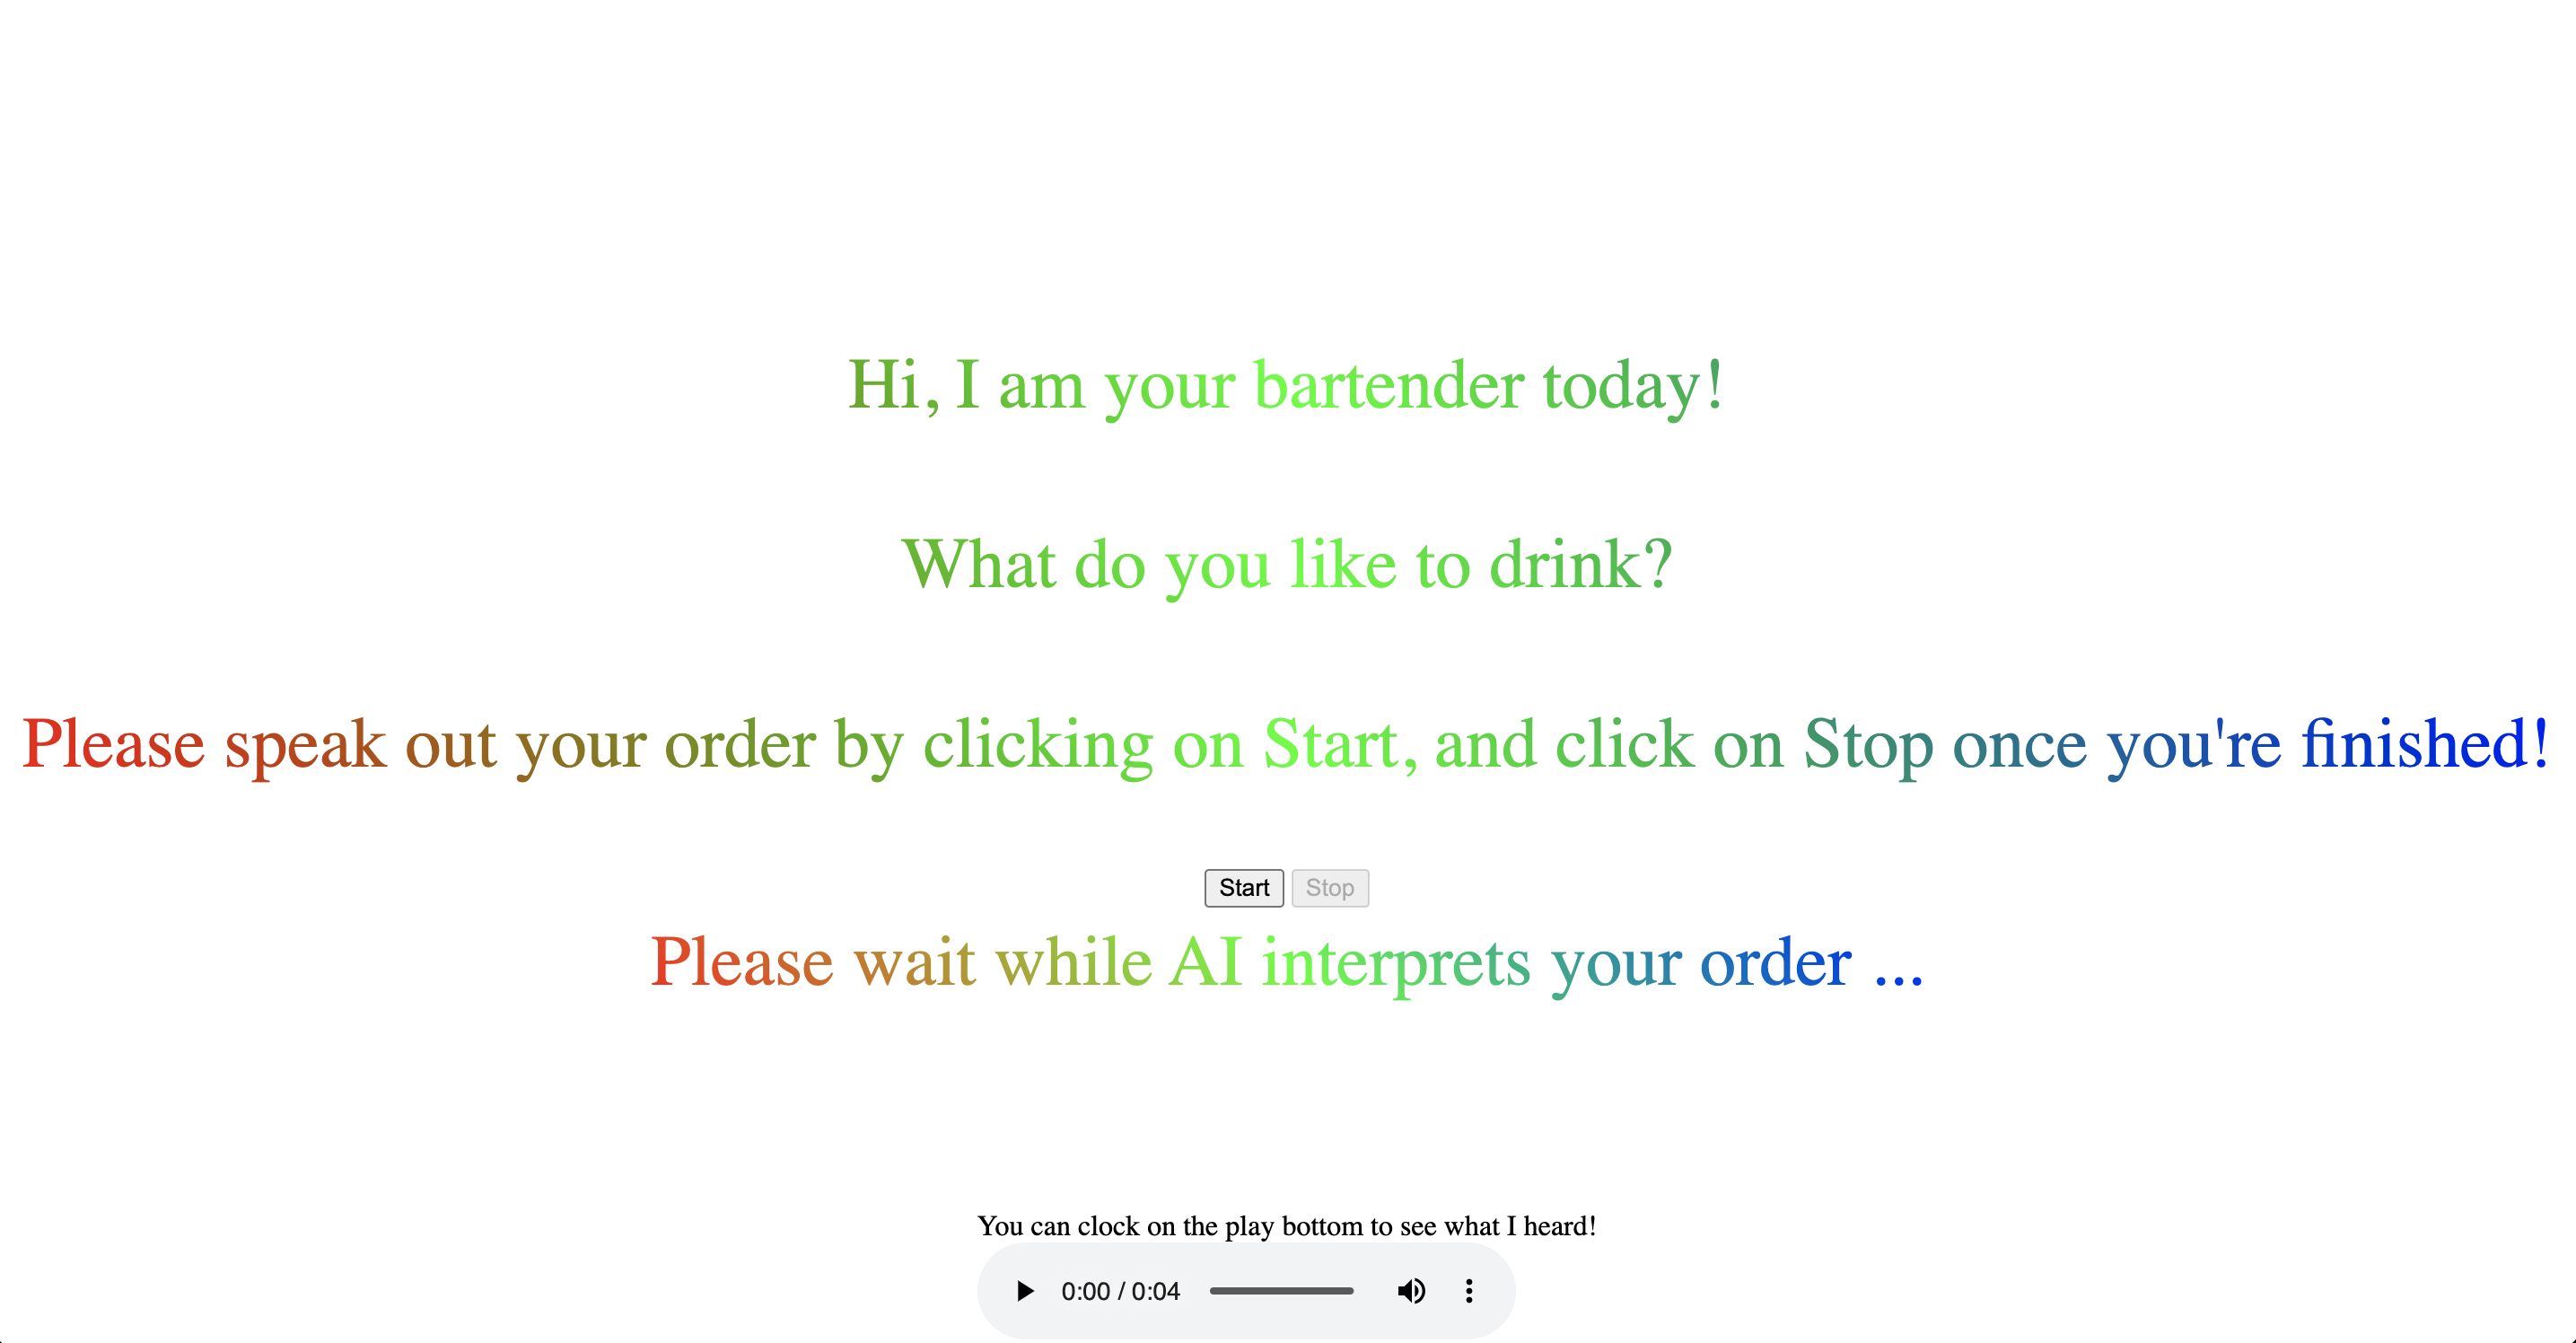 Hi, I am your bartender today!
What do you like to drink?
Please speak out your order by clicking on Start, and click on Stop once you're finished!
Start Stop
Please wait while AI interprets your order ...
You can clock on the play bottom to see what I heard!
0:00 / 0:04